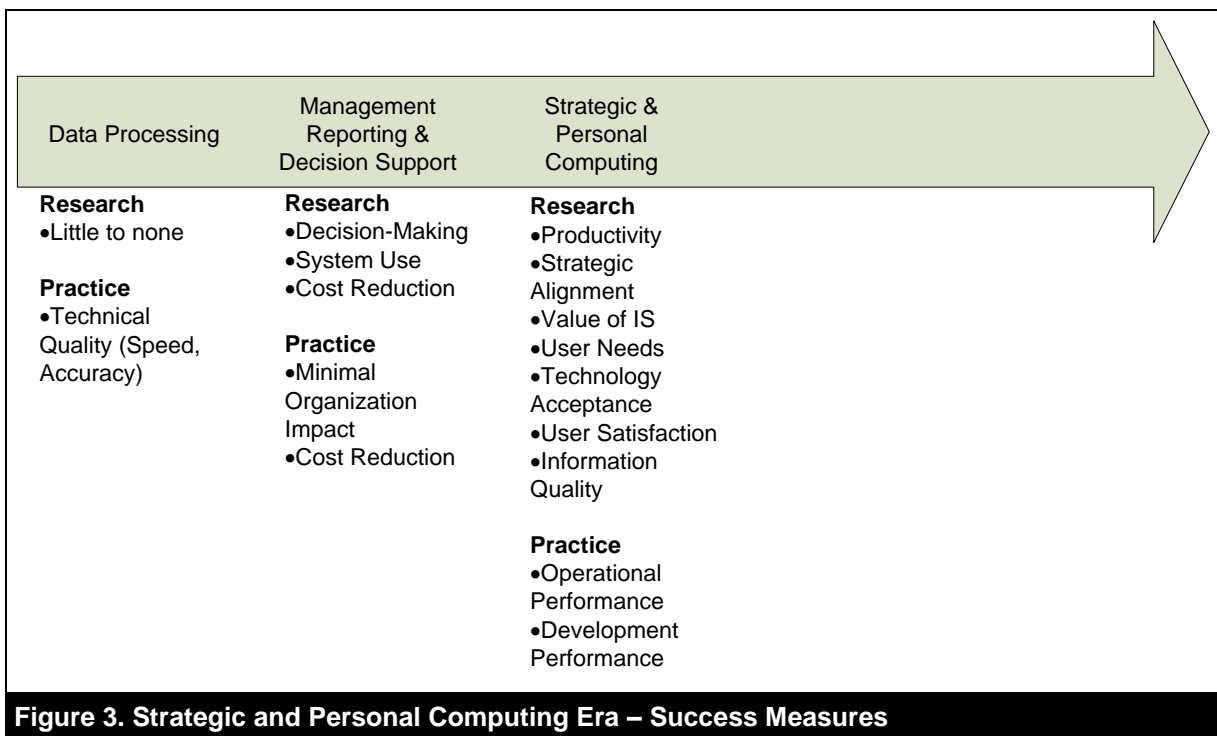 Data Processing
Management
Reporting &
Decision Support
Strategic &
Personal
Computing
Research
•Little to none
Practice
•Technical
Quality (Speed,
Accuracy)
Research
•Decision-Making
•System Use
•Cost Reduction
Practice
•Minimal
Organization
Impact
•Cost Reduction
Research
•Productivity
•Strategic
Alignment
•Value of IS
•User Needs
•Technology
Acceptance
•User Satisfaction
•Information
Quality
Practice
•Operational
Performance
•Development
Performance
Figure 3. Strategic and Personal Computing Era – Success Measures